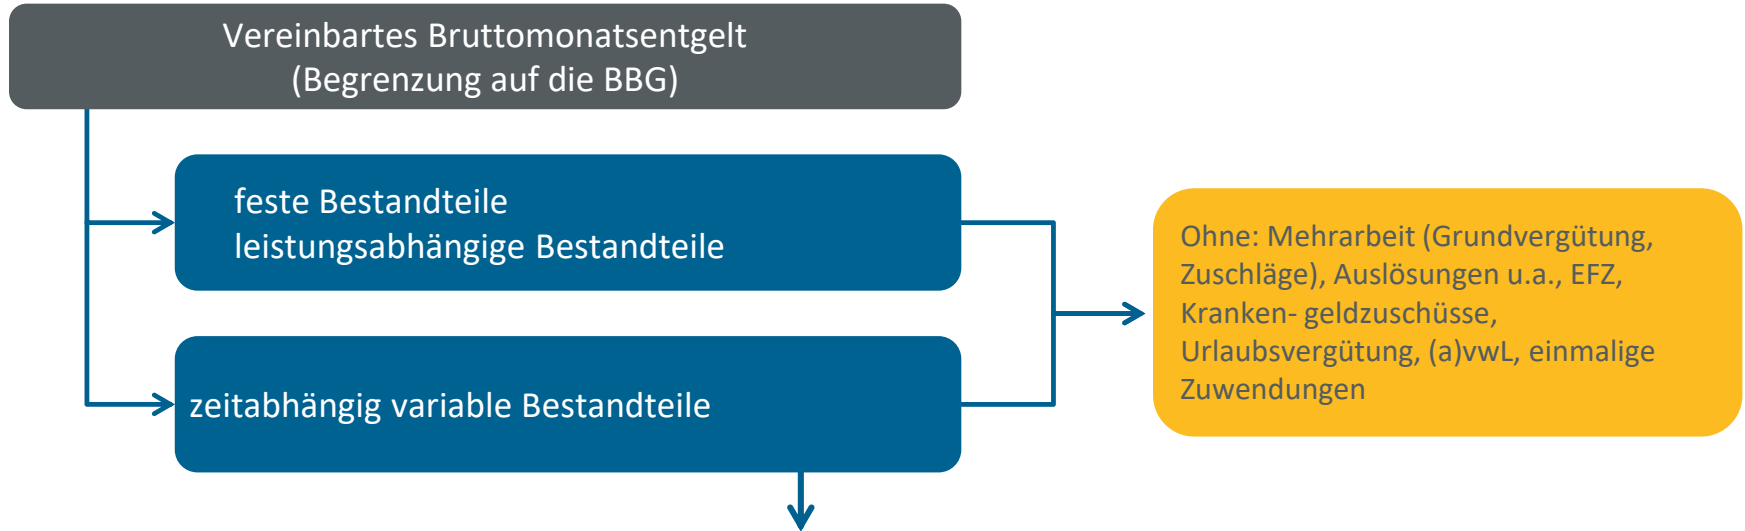 Vereinbartes Bruttomonatsentgelt
(Begrenzung auf die BBG)
feste Bestandteile
leistungsabhängige Bestandteile
zeitabhängig variable Bestandteile
Ohne: Mehrarbeit (Grundvergütung,
Zuschläge), Auslösungen u.a., EFZ,
Kranken- geldzuschüsse,
Urlaubsvergütung, (a)vwL, einmalige
Zuwendungen